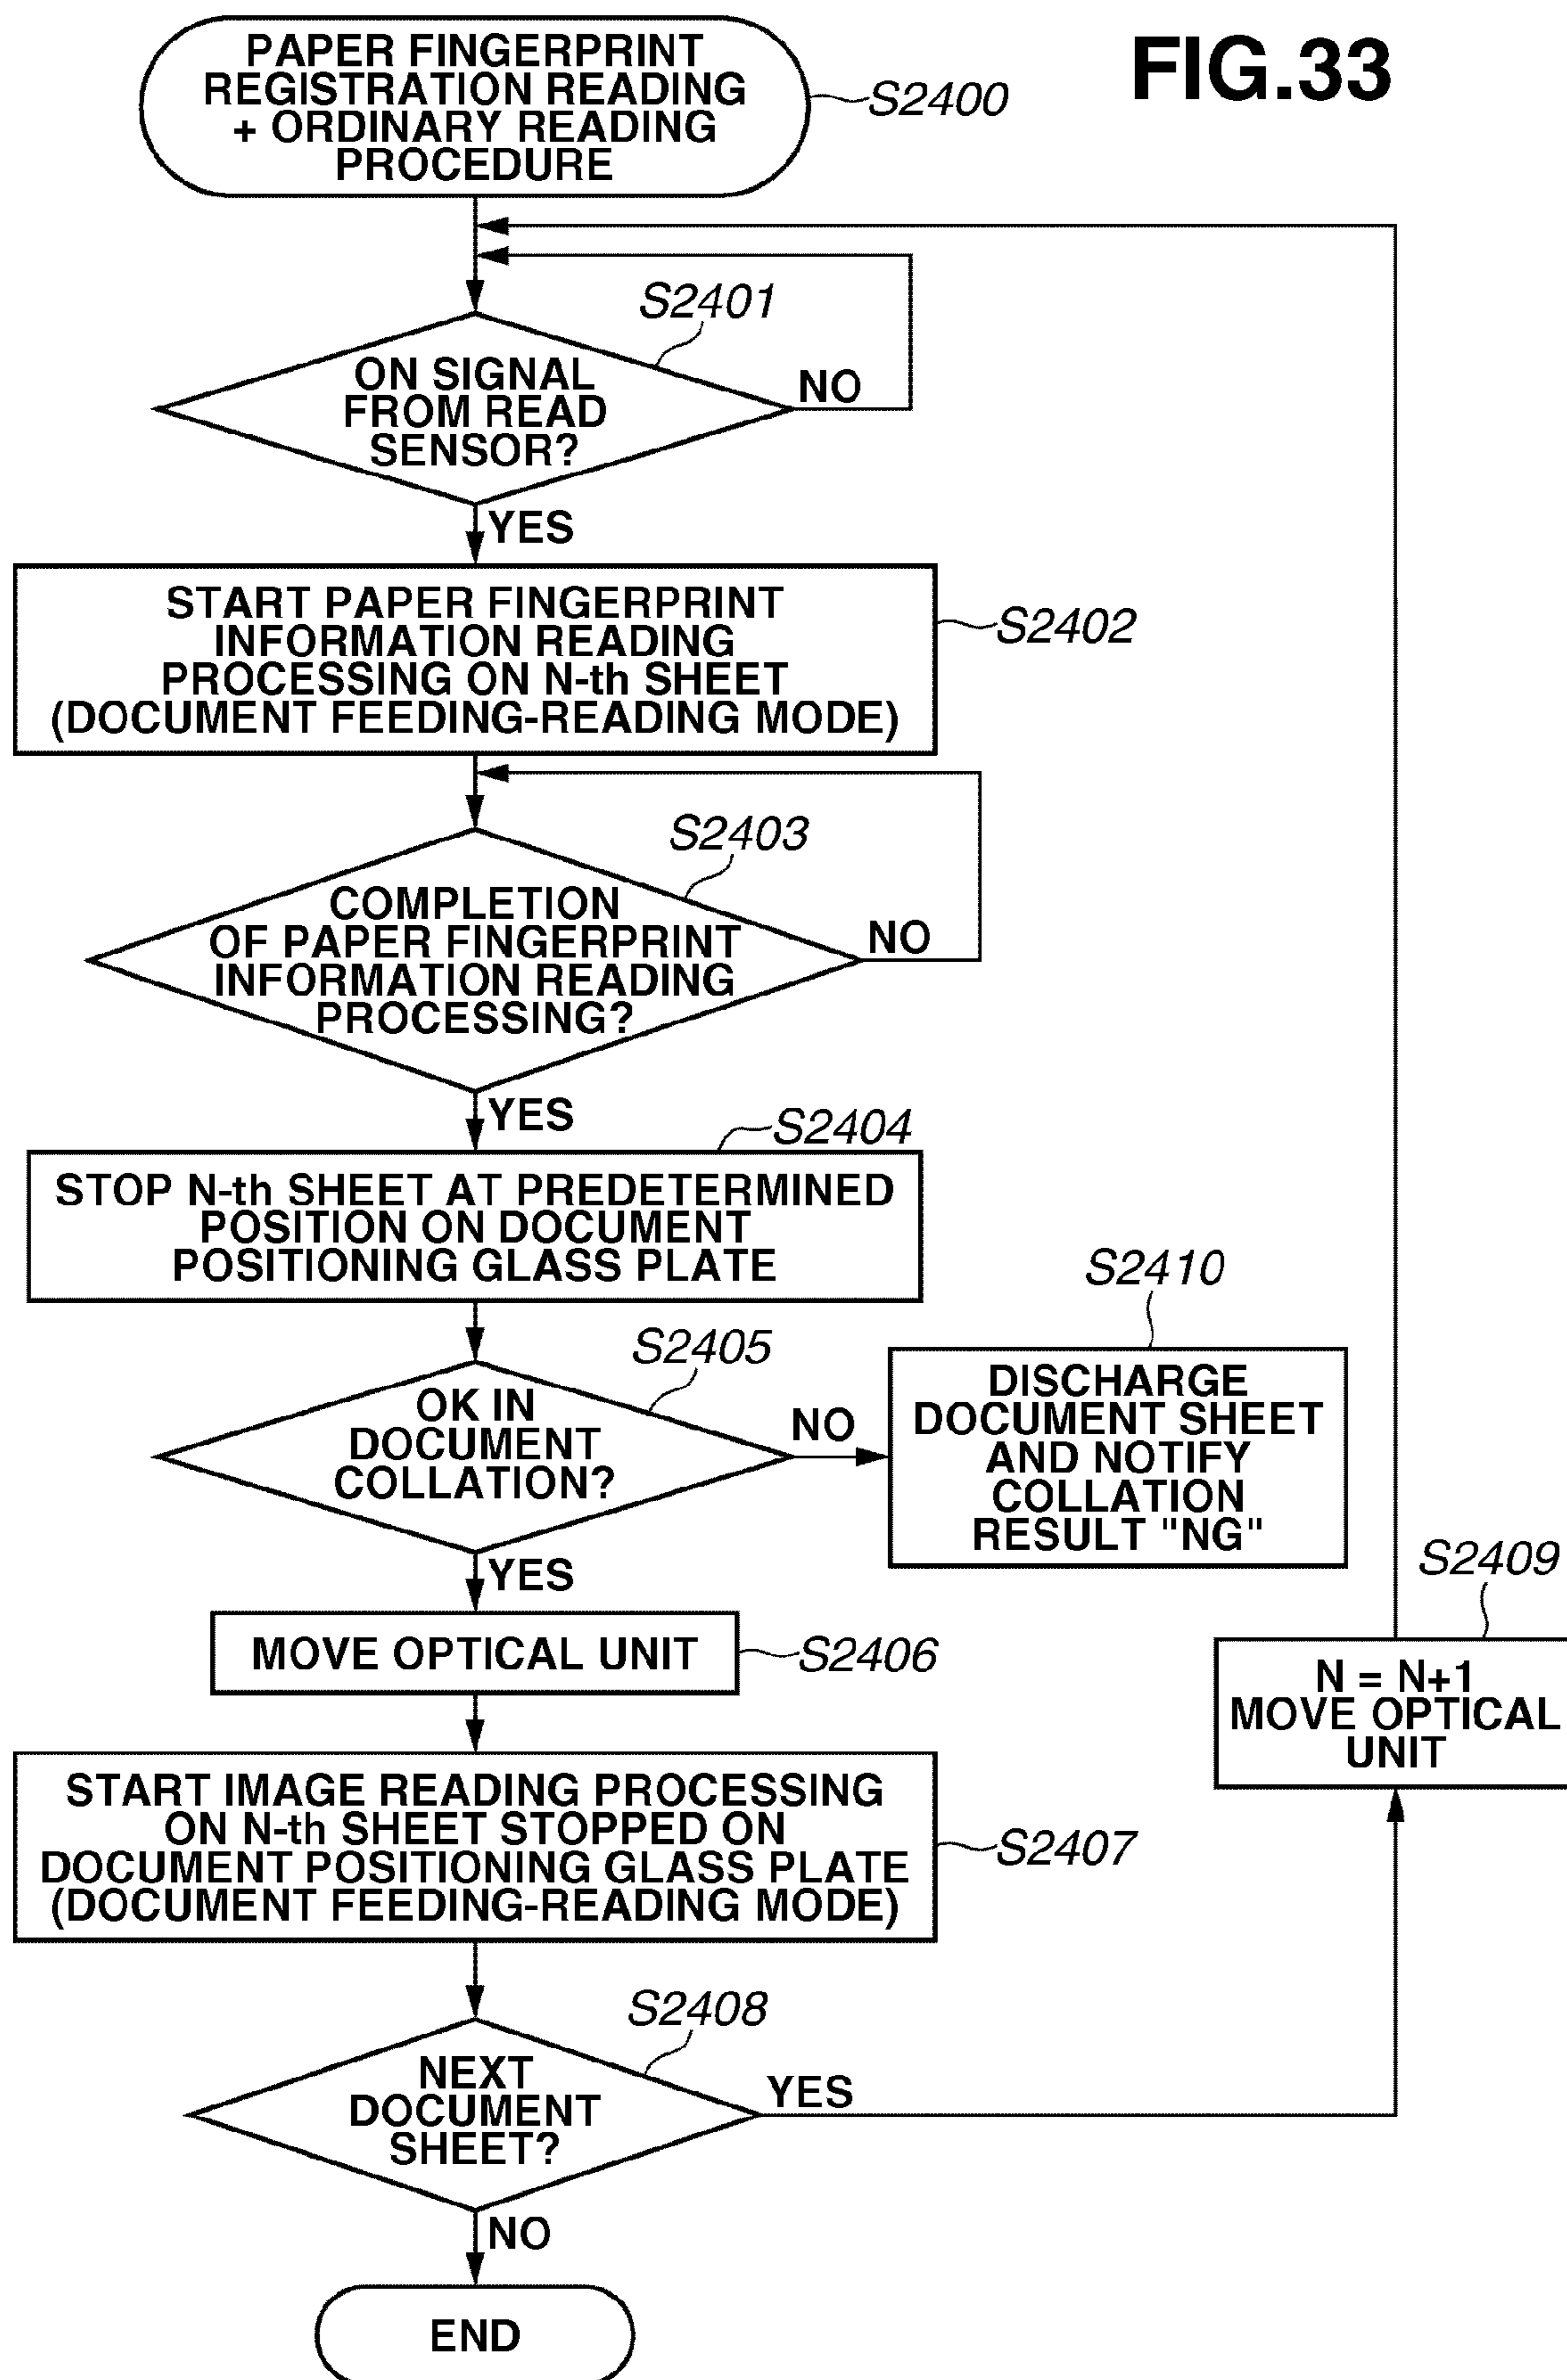 FIG.33
PAPER FINGERPRINT
REGISTRATION READING
+ ORDINARY READING
PROCEDURE
S2400
S2401
ON SIGNAL
FROM READ
SENSOR?
NO
YES
START PAPER FINGERPRINT
INFORMATION READING
PROCESSING ON N-th SHEET
(DOCUMENT FEEDING-READING MODE)
S2402
S2403
COMPLETION
OF PAPER FINGERPRINT
INFORMATION READING
PROCESSING?
NO
YES
S2404
STOP N-th SHEET AT PREDETERMINED
POSITION ON DOCUMENT
POSITIONING GLASS PLATE
S2405
OK IN
DOCUMENT
COLLATION?
NO
S2410
DISCHARGE
DOCUMENT SHEET
AND NOTIFY
COLLATION
RESULT "NG"
YES
MOVE OPTICAL UNIT
S2406
S2409
N = N+1
MOVE OPTICAL
UNIT
START IMAGE READING PROCESSING
ON N-th SHEET STOPPED ON
DOCUMENT POSITIONING GLASS PLATE
(DOCUMENT FEEDING-READING MODE)
S2407
S2408
NEXT
DOCUMENT
SHEET?
YES
NO
END